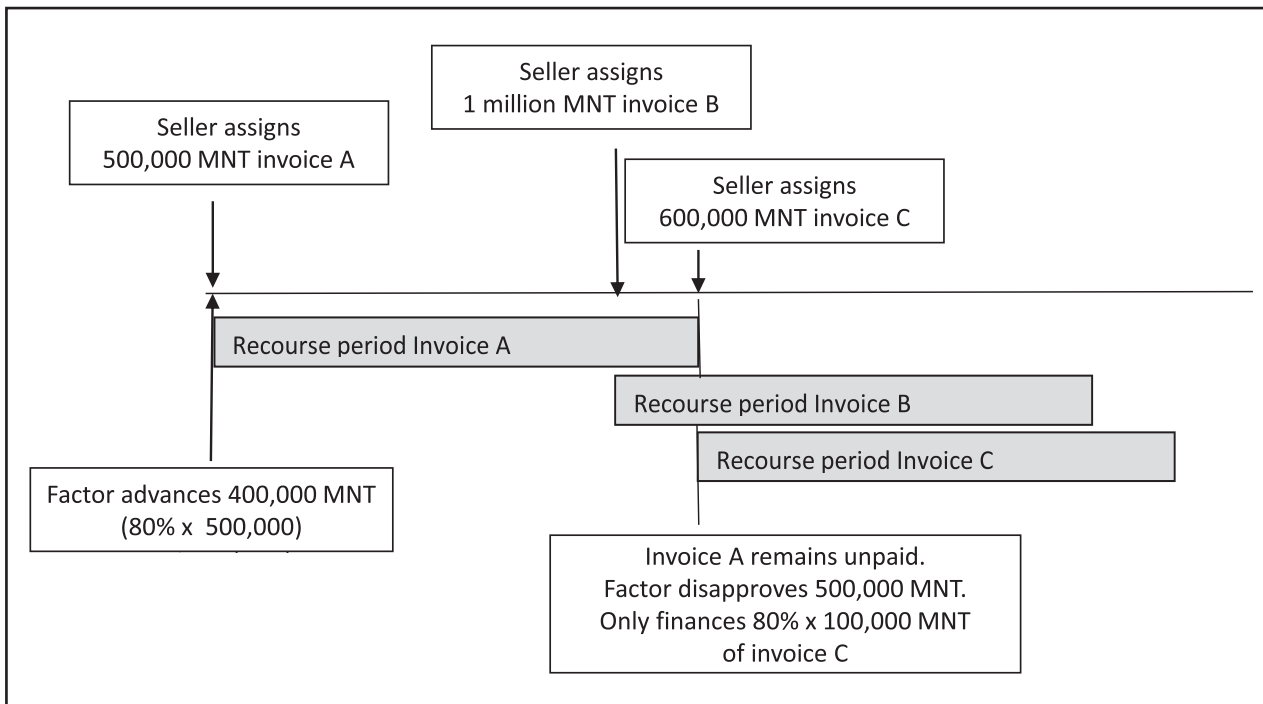 Seller assigns
1 million MNT invoice B
Seller assigns
500,000 MNT invoice A
Seller assigns
600,000 MNT invoice C
Recourse period Invoice A
Recourse period Invoice B
Recourse period Invoice C
Factor advances 400,000 MNT
(80% x 500,000)
Invoice A remains unpaid.
Factor disapproves 500,000 MNT.
Only finances 80% x 100,000 MNT
of invoice C